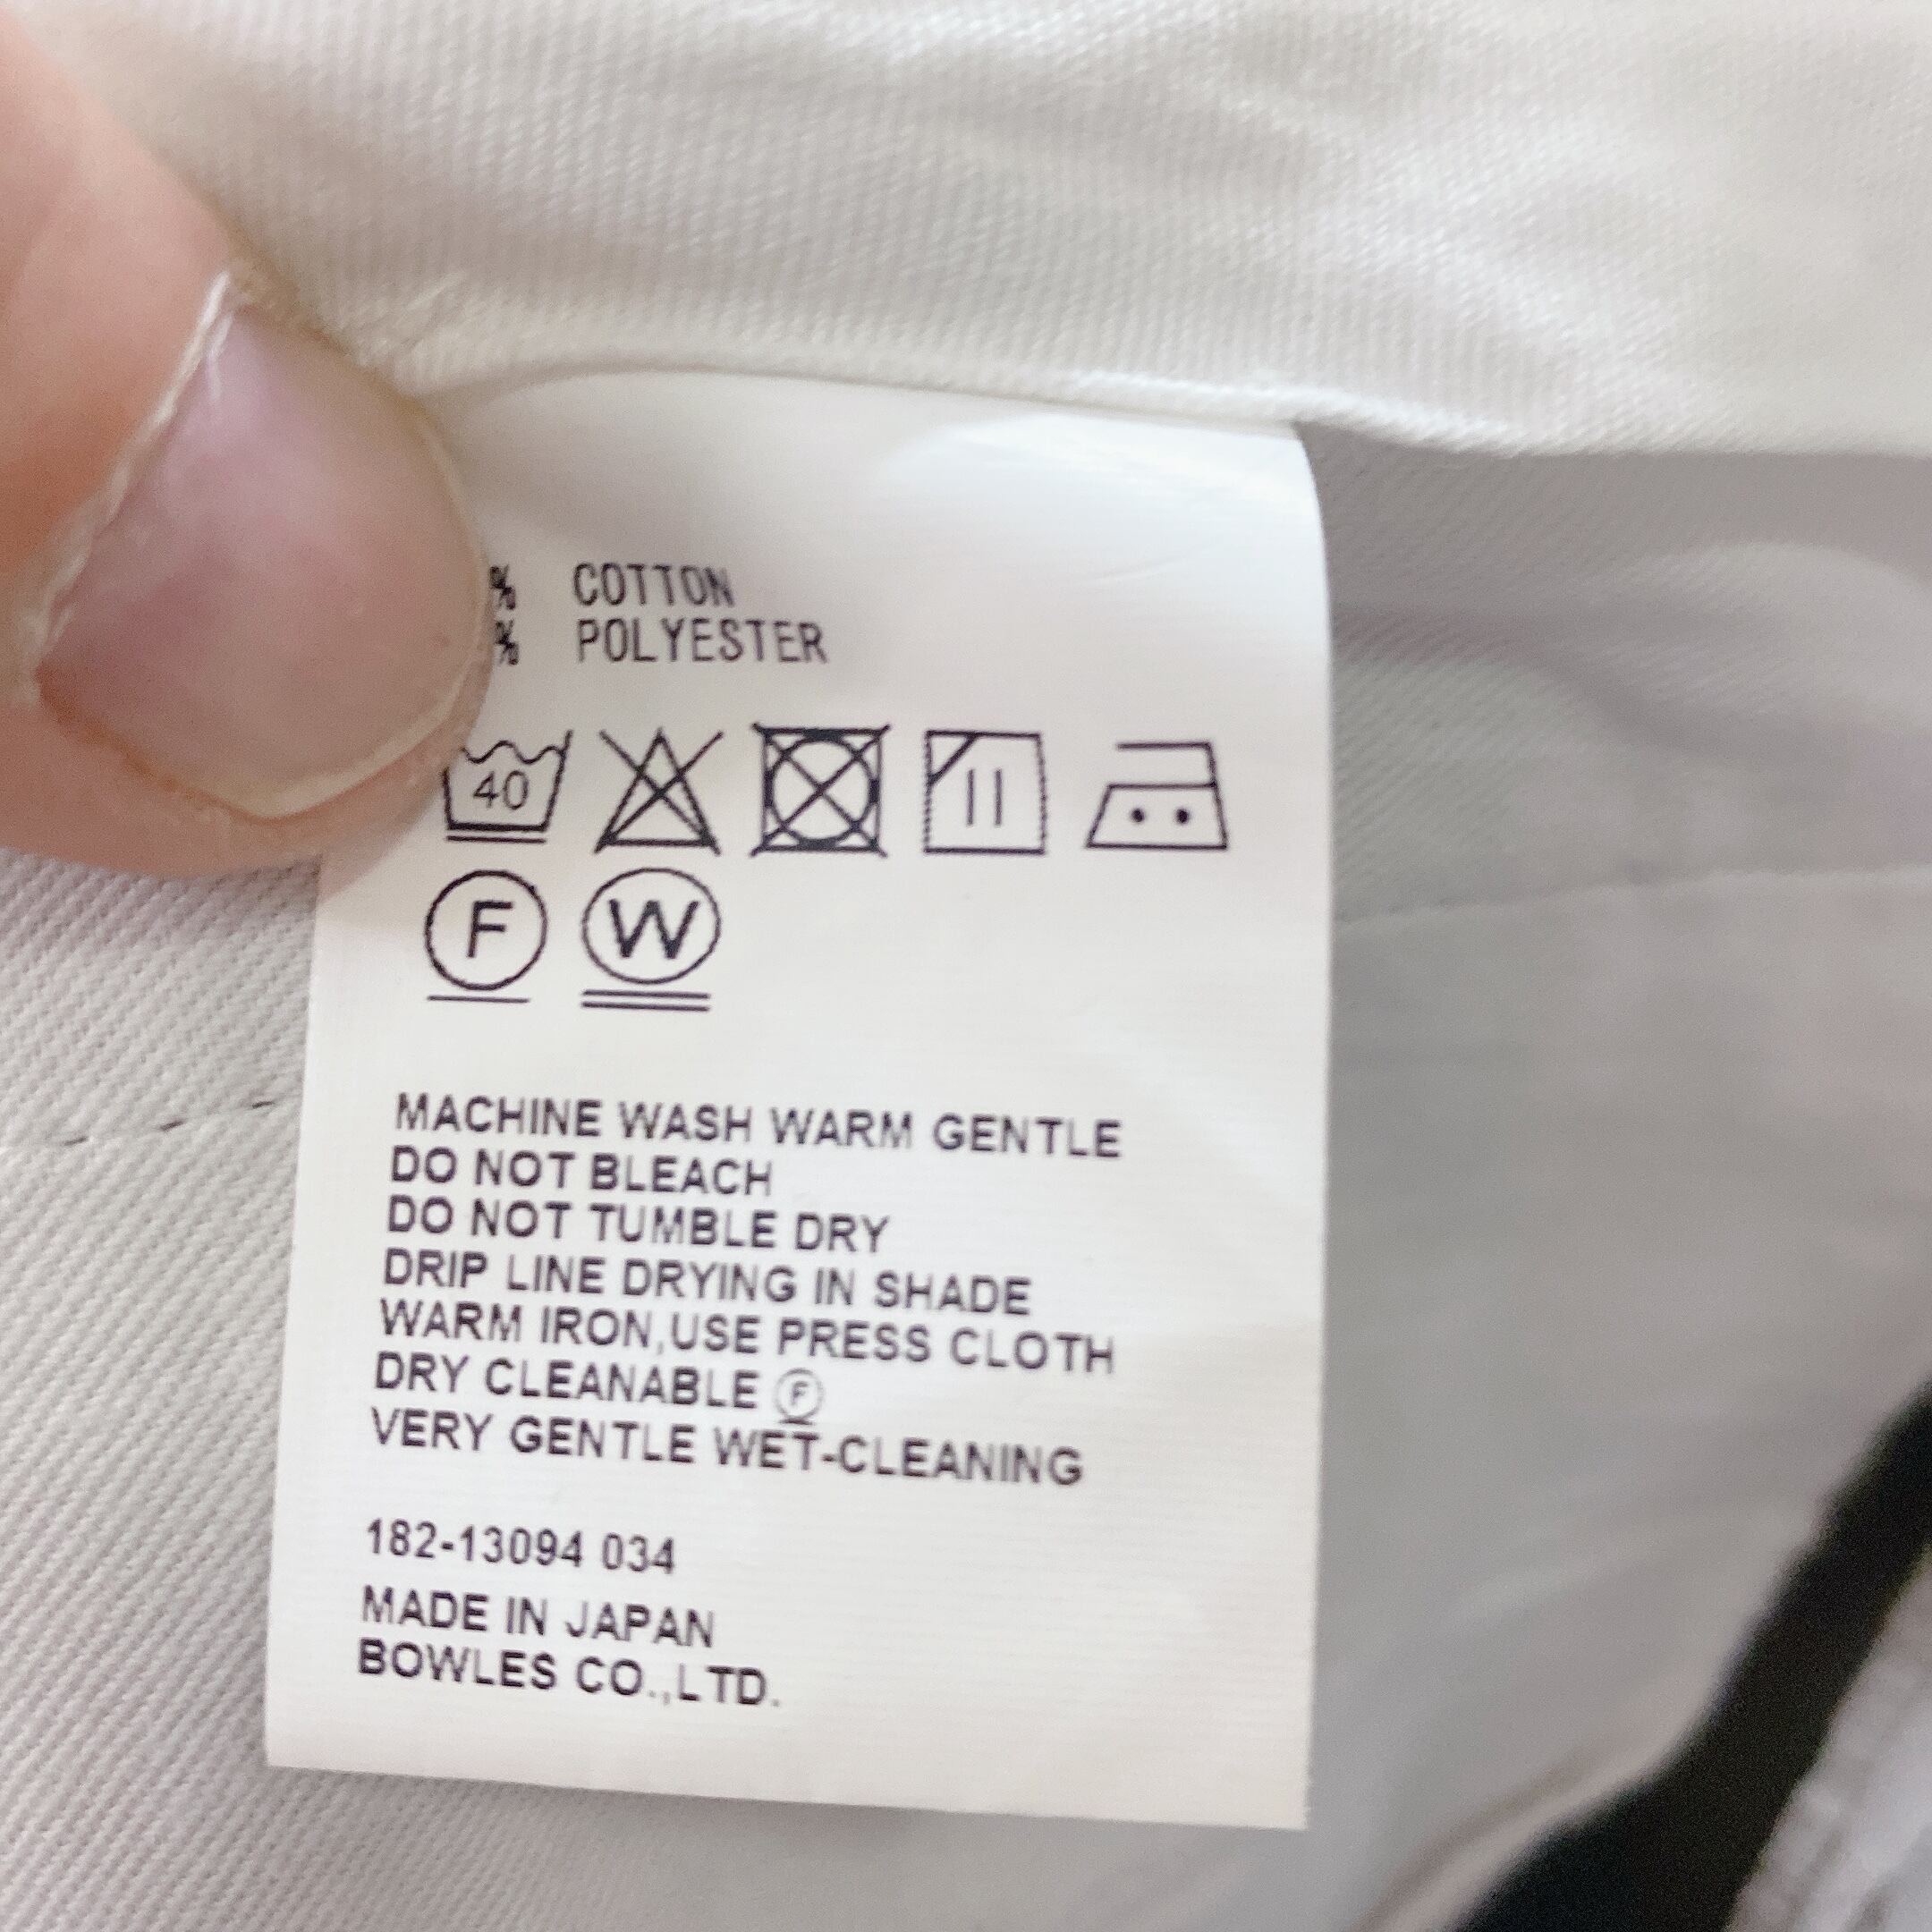 % COTTON
% POLYESTER
40
F W
MACHINE WASH WARM GENTLE
DO NOT BLEACH
DO NOT TUMBLE DRY
DRIP LINE DRYING IN SHADE
WARM IRON,USE PRESS CLOTH
DRY CLEANABLE Ⓕ
VERY GENTLE WET-CLEANING
182-13094 034
MADE IN JAPAN
BOWLES CO.,LTD.